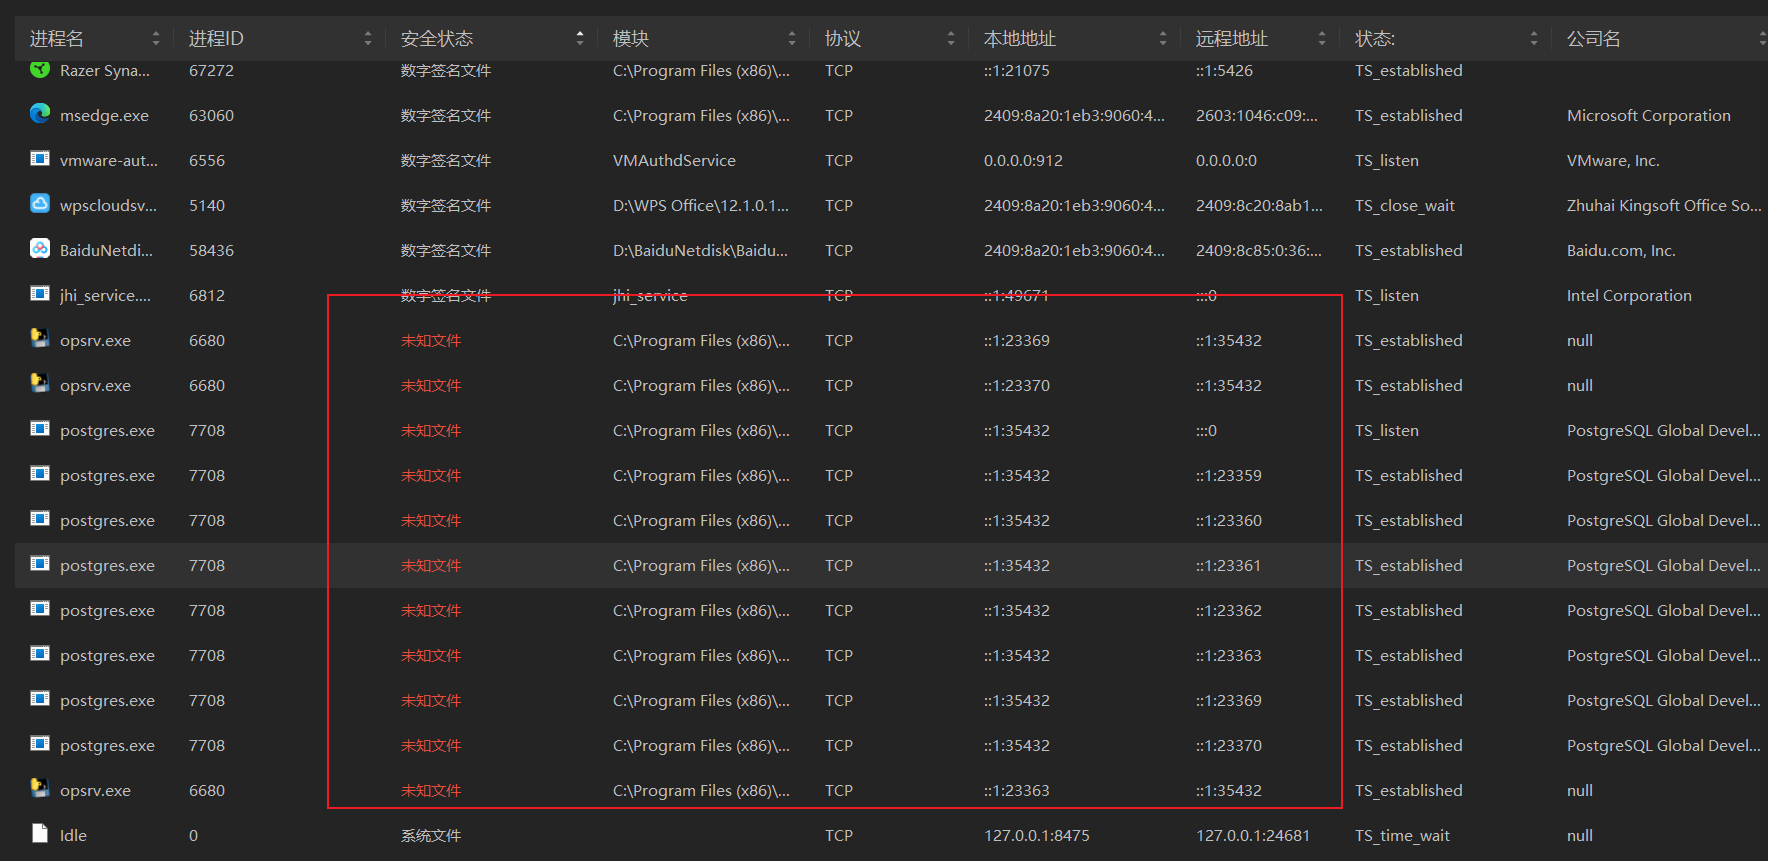 进程名 进程ID 安全状态 模块 协议 本地地址 远程地址 状态: 公司名
Razer Syna... 67272 数字签名文件 C:\Program Files (x86)\... TCP ::1:21075 ::1:5426 TS_established
msedge.exe 63060 数字签名文件 C:\Program Files (x86)\... TCP 2409:8a20:1eb3:9060:4... 2603:1046:c09:... TS_established Microsoft Corporation
vmware-aut... 6556 数字签名文件 VMAuthdService TCP 0.0.0.0:912 0.0.0.0:0 TS_listen VMware, Inc.
wpscloudsv... 5140 数字签名文件 D:\WPS Office\12.1.0.1... TCP 2409:8a20:1eb3:9060:4... 2409:8c20:8ab1... TS_close_wait Zhuhai Kingsoft Office So...
BaiduNetdi... 58436 数字签名文件 D:\BaiduNetdisk\Baidu... TCP 2409:8a20:1eb3:9060:4... 2409:8c85:0:36:... TS_established Baidu.com, Inc.
jhi_service.... 6812 数字签名文件 jhi_service TCP ::1:49671 :::0 TS_listen Intel Corporation
opsrv.exe 6680 未知文件 C:\Program Files (x86)\... TCP ::1:23369 ::1:35432 TS_established null
opsrv.exe 6680 未知文件 C:\Program Files (x86)\... TCP ::1:23370 ::1:35432 TS_established null
postgres.exe 7708 未知文件 C:\Program Files (x86)\... TCP ::1:35432 :::0 TS_listen PostgreSQL Global Devel...
postgres.exe 7708 未知文件 C:\Program Files (x86)\... TCP ::1:35432 ::1:23359 TS_established PostgreSQL Global Devel...
postgres.exe 7708 未知文件 C:\Program Files (x86)\... TCP ::1:35432 ::1:23360 TS_established PostgreSQL Global Devel...
postgres.exe 7708 未知文件 C:\Program Files (x86)\... TCP ::1:35432 ::1:23361 TS_established PostgreSQL Global Devel...
postgres.exe 7708 未知文件 C:\Program Files (x86)\... TCP ::1:35432 ::1:23362 TS_established PostgreSQL Global Devel...
postgres.exe 7708 未知文件 C:\Program Files (x86)\... TCP ::1:35432 ::1:23363 TS_established PostgreSQL Global Devel...
postgres.exe 7708 未知文件 C:\Program Files (x86)\... TCP ::1:35432 ::1:23369 TS_established PostgreSQL Global Devel...
postgres.exe 7708 未知文件 C:\Program Files (x86)\... TCP ::1:35432 ::1:23370 TS_established PostgreSQL Global Devel...
opsrv.exe 6680 未知文件 C:\Program Files (x86)\... TCP ::1:23363 ::1:35432 TS_established null
Idle 0 系统文件 TCP 127.0.0.1:8475 127.0.0.1:24681 TS_time_wait null